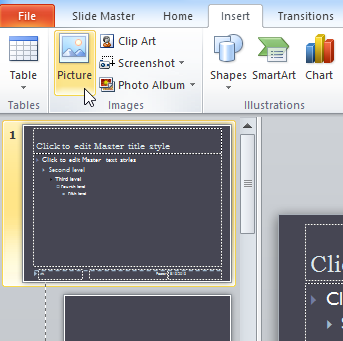 File Slide Master Home Insert Transitions
Table Picture Clip Art Screenshot Photo Album Shapes SmartArt Chart
Tables Images Illustrations
1
Click to edit Master title style
Click to edit Master text styles
Second level
Third level
Fourth level
Fifth level
Clic
Cl